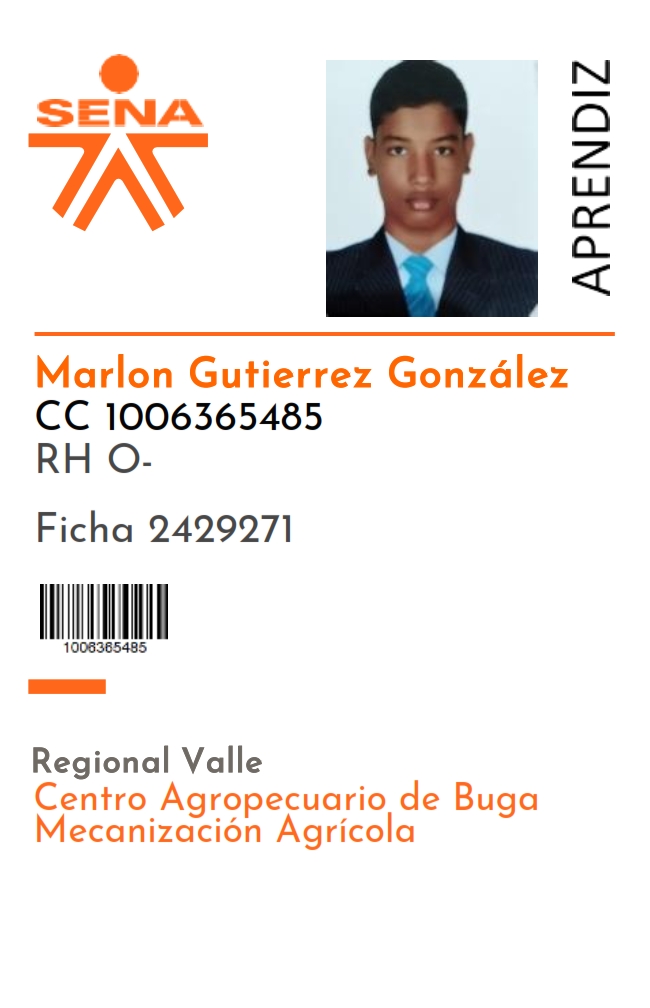 SENA
APRENDIZ
Marlon Gutierrez González
CC 1006365485
RH O-
Ficha 2429271
1006365485
Regional Valle
Centro Agropecuario de Buga
Mecanización Agrícola